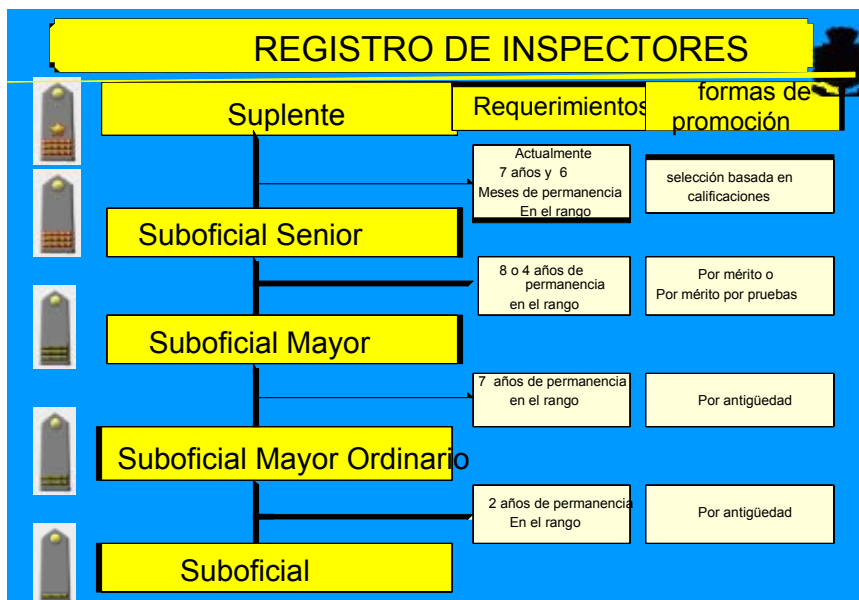 REGISTRO DE INSPECTORES
Suplente
Requerimientos
formas de
promoción
Actualmente
7 años y 6
Meses de permanencia
En el rango
selección basada en
calificaciones
Suboficial Senior
8 o 4 años de
permanencia
en el rango
Por mérito o
Por mérito por pruebas
Suboficial Mayor
7 años de permanencia
en el rango
Por antigüedad
Suboficial Mayor Ordinario
2 años de permanencia
En el rango
Por antigüedad
Suboficial